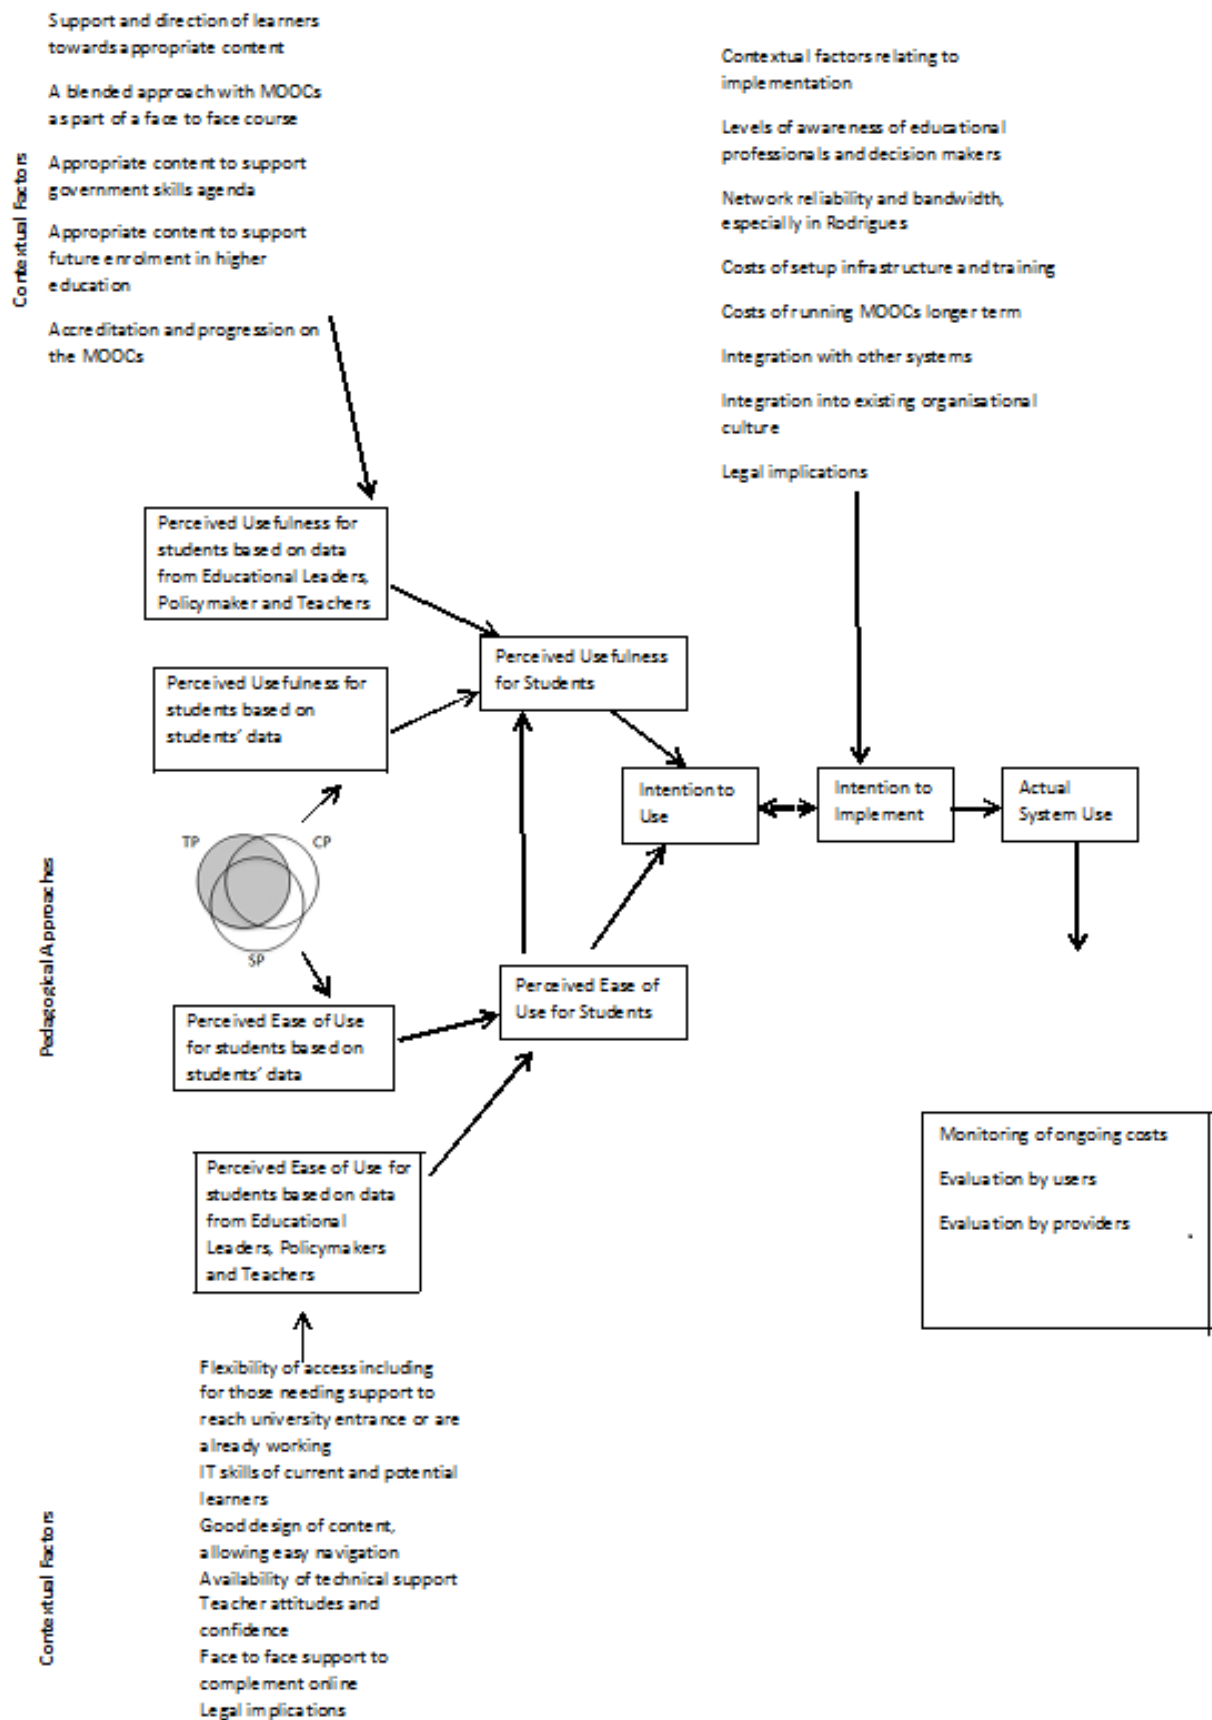 Contextual Factors
Support and direction of learners
towards appropriate content
A blended approach with MOOCs
as part of a face to face course
Appropriate content to support
government skills agenda
Appropriate content to support
future enrolment in higher
education
Accreditation and progression on
the MOOCs
Contextual factors relating to
implementation
Levels of awareness of educational
professionals and decision makers
Network reliability and bandwidth,
especially in Rodrigues
Costs of setup infrastructure and training
Costs of running MOOCs longer term
Integration with other systems
Integration into existing organisational
culture
Legal implications
Perceived Usefulness for
students based on data
from Educational Leaders,
Policymaker and Teachers
Perceived Usefulness
for Students
Perceived Usefulness for
students based on
students' data
Intention to
Use
Intention to
Implement
Actual
System Use
Pedagogical Approaches
TP
CP
SP
Perceived Ease of
Use for Students
Perceived Ease of Use
for students based on
students' data
Perceived Ease of Use for
students based on data
from Educational
Leaders, Policymakers
and Teachers
Monitoring of ongoing costs
Evaluation by users
Evaluation by providers
.
Contextual Factors
Flexibility of access including
for those needing support to
reach university entrance or are
already working
IT skills of current and potential
learners
Good design of content,
allowing easy navigation
Availability of technical support
Teacher attitudes and
confidence
Face to face support to
complement online
Legal implications